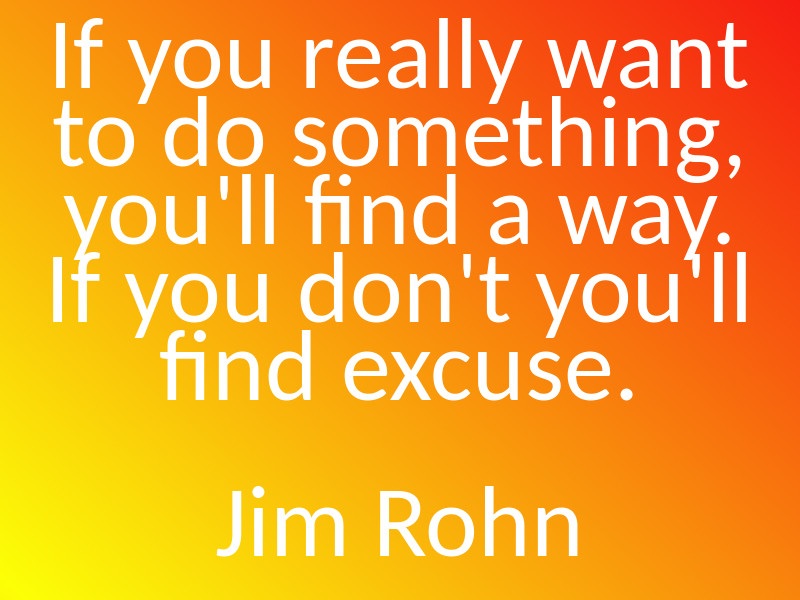 If you really want
to do something,
you'll find a way.
If you don't you'll
find excuse.
Jim Rohn